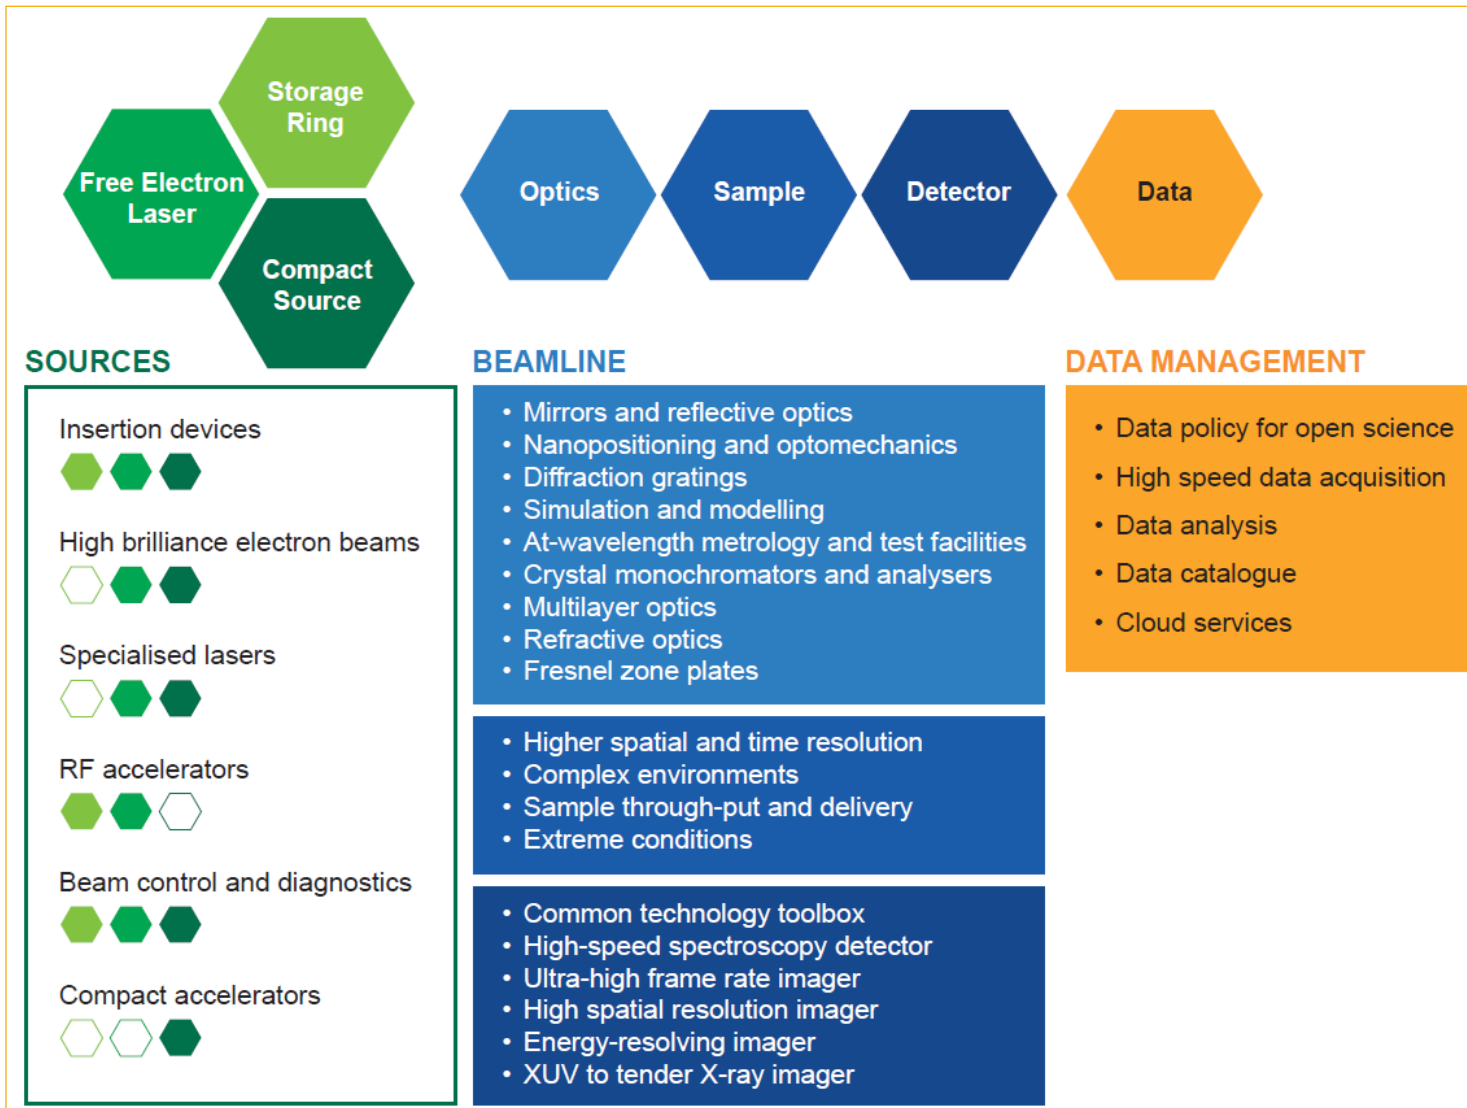 Storage
Ring
Free Electron
Laser
Compact
Source
Optics
Sample
Detector
Data
SOURCES
Insertion devices
High brilliance electron beams
Specialised lasers
RF accelerators
Beam control and diagnostics
Compact accelerators
BEAMLINE
• Mirrors and reflective optics
• Nanopositioning and optomechanics
• Diffraction gratings
• Simulation and modelling
• At-wavelength metrology and test facilities
• Crystal monochromators and analysers
• Multilayer optics
• Refractive optics
• Fresnel zone plates
• Higher spatial and time resolution
• Complex environments
• Sample through-put and delivery
• Extreme conditions
• Common technology toolbox
• High-speed spectroscopy detector
• Ultra-high frame rate imager
• High spatial resolution imager
• Energy-resolving imager
• XUV to tender X-ray imager
DATA MANAGEMENT
• Data policy for open science
• High speed data acquisition
• Data analysis
• Data catalogue
• Cloud services